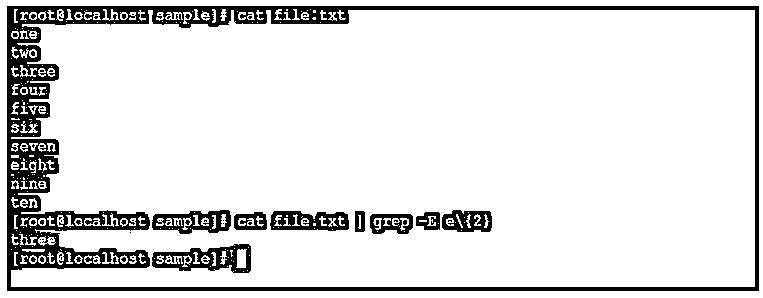 [root@localhost sample]# cat file.txt
one
two
three
four
five
six
seven
eight
nine
ten
[root@localhost sample]# cat file.txt | grep -E e\{2}
three
[root@localhost sample]#